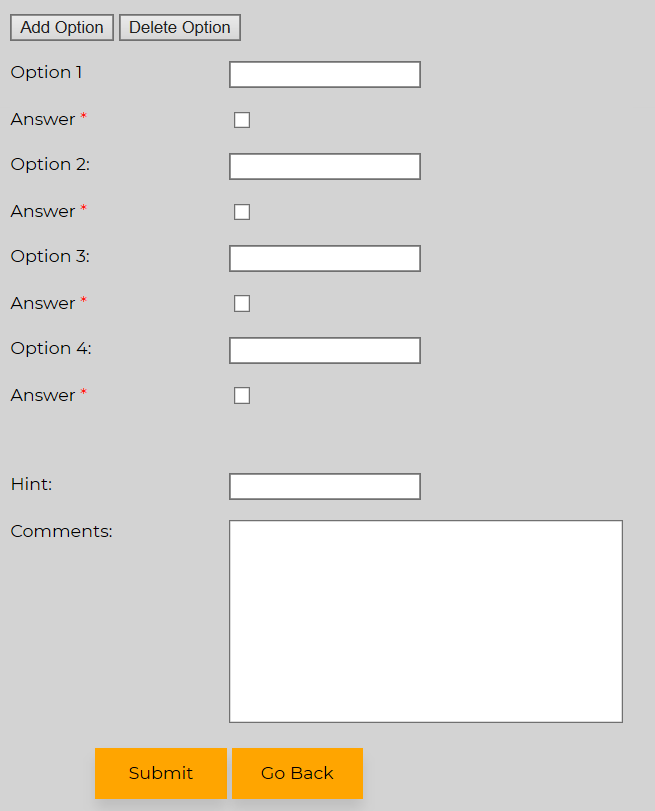 Add Option Delete Option
Option 1
Answer *
Option 2:
Answer *
Option 3:
Answer *
Option 4:
Answer *
Hint:
Comments:
Submit Go Back